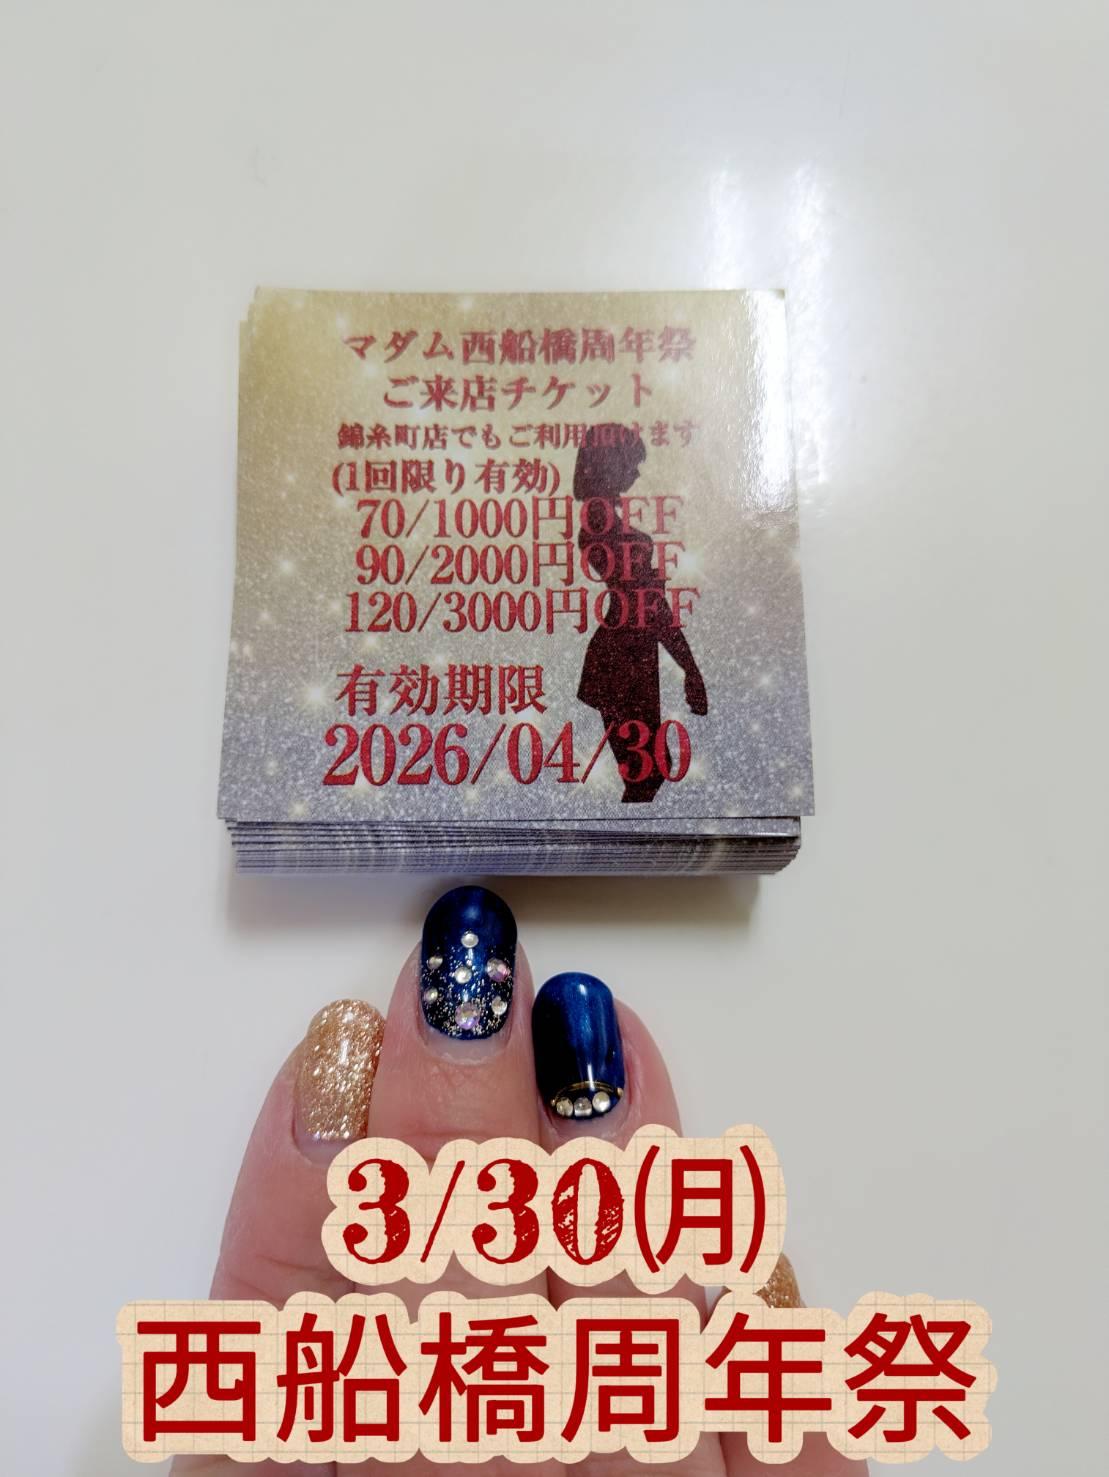 マダム西船橋周年祭
ご来店チケット
錦糸町店でもご利用頂けます
(1回限り有効)
70/1000円OFF
90/2000円OFF
120/3000円OFF
有効期限
2026/04/30
3/30(月)
西船橋周年祭